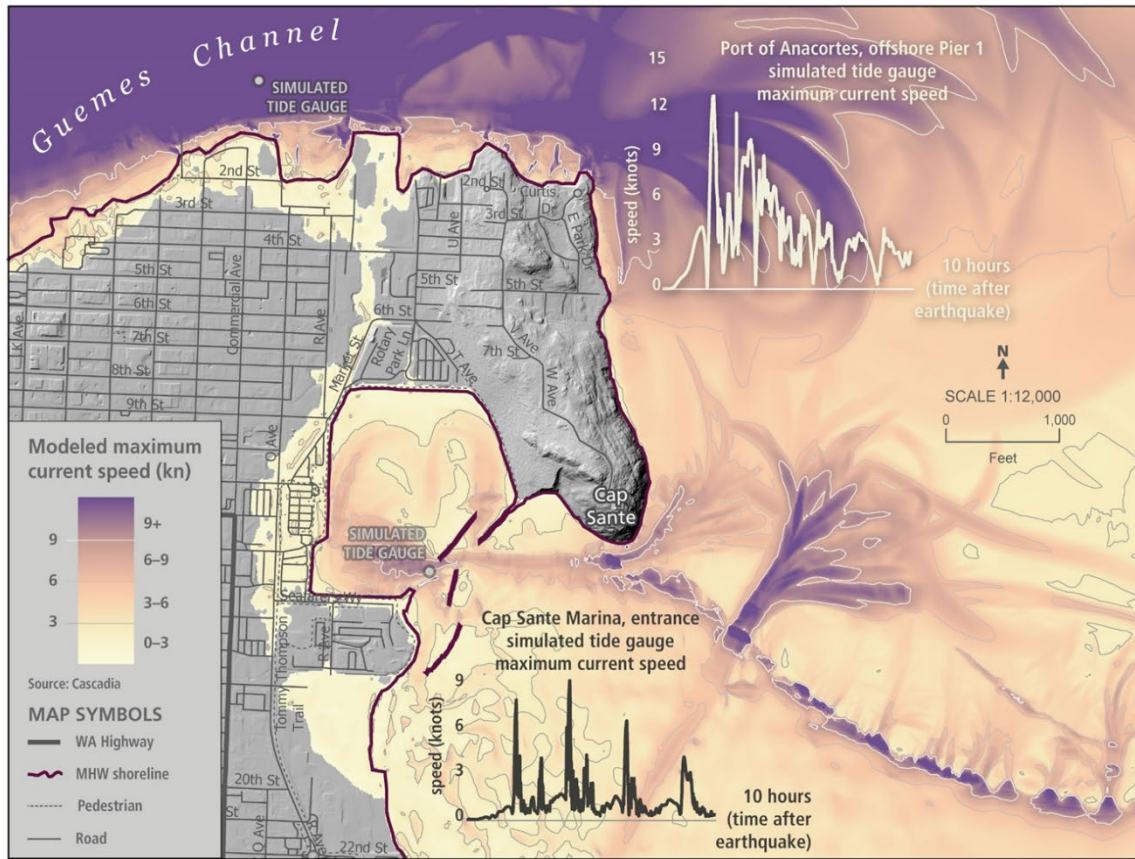 Guemes Channel
SIMULATED
TIDE GAUGE
Port of Anacortes, offshore Pier 1
simulated tide gauge
maximum current speed
15
12
9
6
3
0
speed (knots)
10 hours
(time after
earthquake)
N
SCALE 1:12,000
0
1,000
Feet
2nd St
3rd St
4th St
5th St
6th St
7th St
8th St
9th St
K Ave
Commercial Ave
R Ave
Market St
Rotary
Park Ln
6th St
T Ave
U Ave
2nd St
3rd St
Curtis
Dr
E Park Dr
5th St
5th St
V Ave
7th St
W Ave
Cap
Sante
Q Ave
SIMULATED
TIDE GAUGE
Seafarers Wy
R Ave
Tommy Thompson
Trail
20th St
St
Q Ave
22nd St
Cap Sante Marina, entrance
simulated tide gauge
maximum current speed
9
6
3
0
speed (knots)
10 hours
(time after
earthquake)
Modeled maximum
current speed (kn)
9+
9
6–9
6
3–6
3
0–3
Source: Cascadia
MAP SYMBOLS
WA Highway
MHW shoreline
Pedestrian
Road